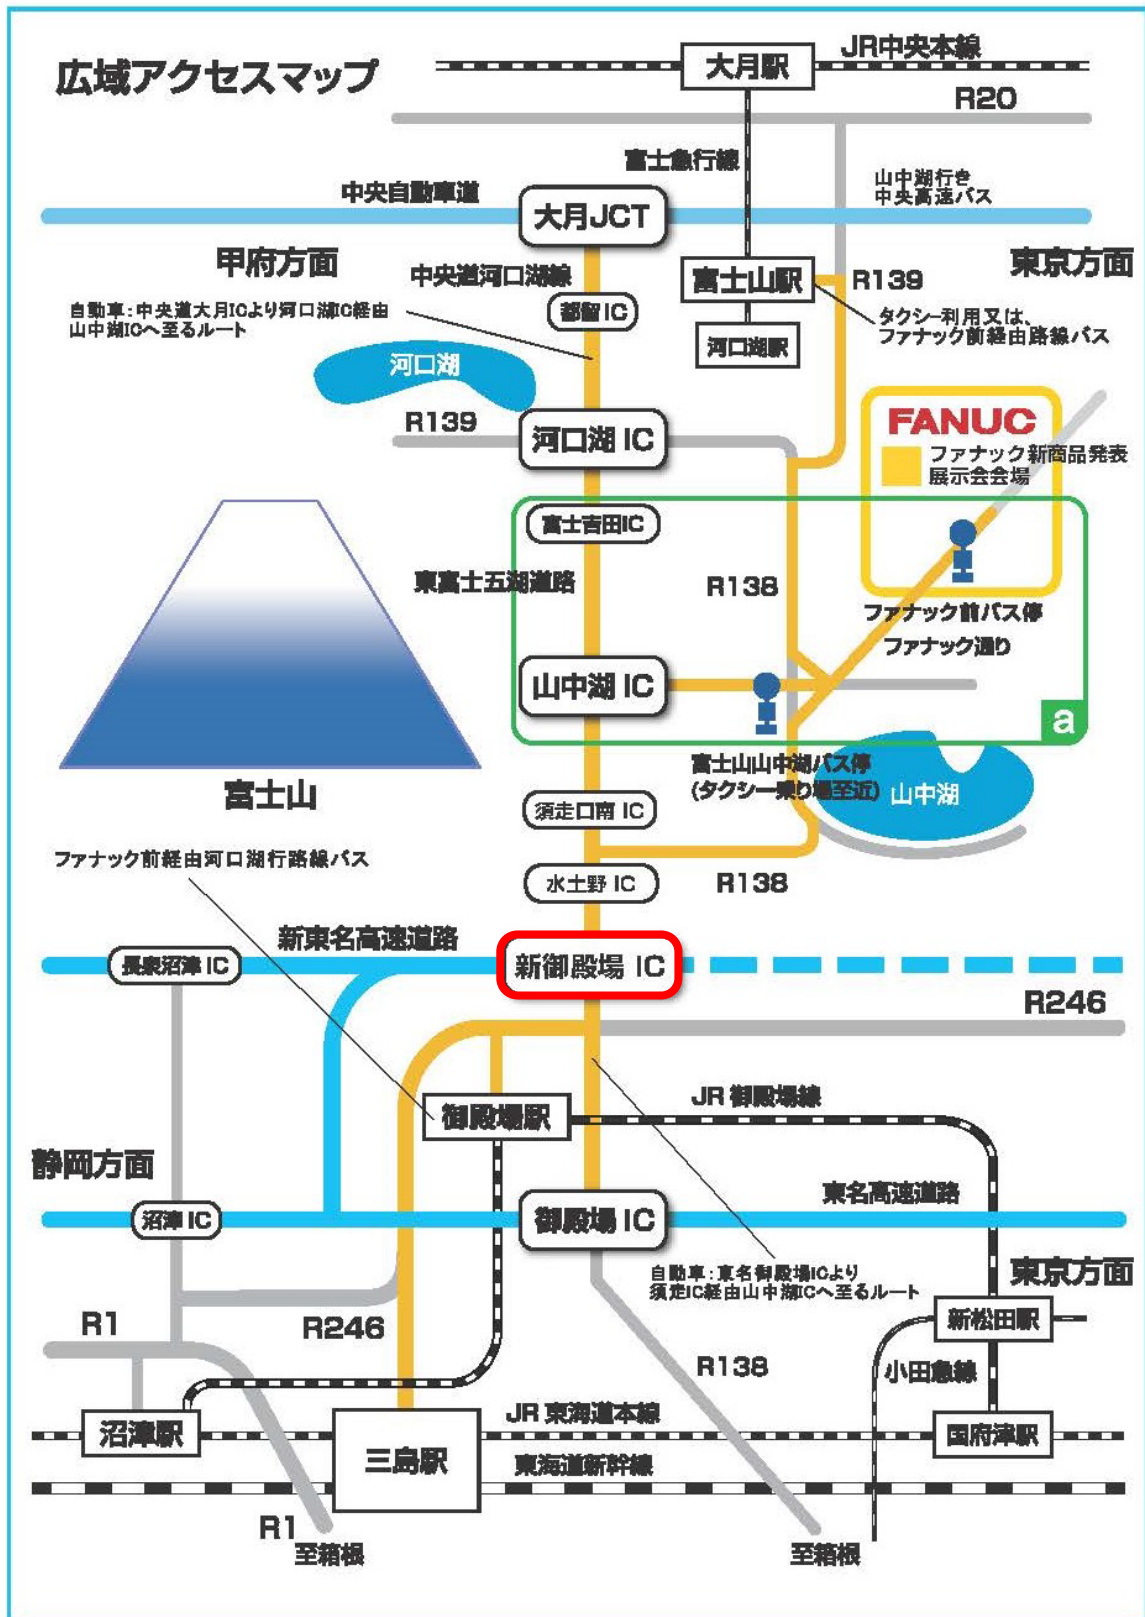 広域アクセスマップ
大月駅
JR中央本線
R20
富士急行線
山中湖行き
中央高速バス
中央自動車道
大月JCT
甲府方面
東京方面
中央道河口湖線
富士山駅
R139
自動車：中央道大月ICより河口湖IC経由
山中湖ICへ至るルート
都留 IC
タクシー利用又は、
ファナック前経由路線バス
河口湖駅
河口湖
R139
河口湖 IC
FANUC
ファナック新商品発表
展示会会場
富士吉田IC
東富士五湖道路
R138
ファナック前バス停
ファナック通り
山中湖 IC
a
富士山山中湖バス停
(タクシー乗り場至近)
山中湖
富士山
須走口南 IC
ファナック前経由河口湖行路線バス
水土野 IC
R138
新東名高速道路
長泉沼津 IC
新御殿場 IC
R246
JR 御殿場線
御殿場駅
静岡方面
東名高速道路
沼津 IC
御殿場 IC
東京方面
自動車：東名御殿場ICより
須走IC経由山中湖ICへ至るルート
新松田駅
R1
R246
R138
小田急線
JR 東海道本線
沼津駅
三島駅
国府津駅
東海道新幹線
R1
至箱根
至箱根